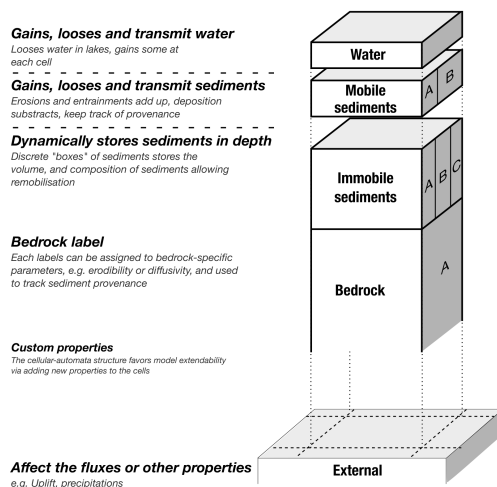 Gains, looses and transmit water
Looses water in lakes, gains some at
each cell
Water
Gains, looses and transmit sediments
Erosions and entrainments add up, deposition
substracts, keep track of provenance
Mobile
sediments
A
B
Dynamically stores sediments in depth
Discrete "boxes" of sediments stores the
volume, and composition of sediments allowing
remobilisation
Immobile
sediments
A
B
C
Bedrock label
Each labels can be assigned to bedrock-specific
parameters, e.g. erodibility or diffusivity, and used
to track sediment provenance
Bedrock
A
Custom properties
The cellular-automata structure favors model extendability
via adding new properties to the cells
Affect the fluxes or other properties
e.g. Uplift, precipitations
External